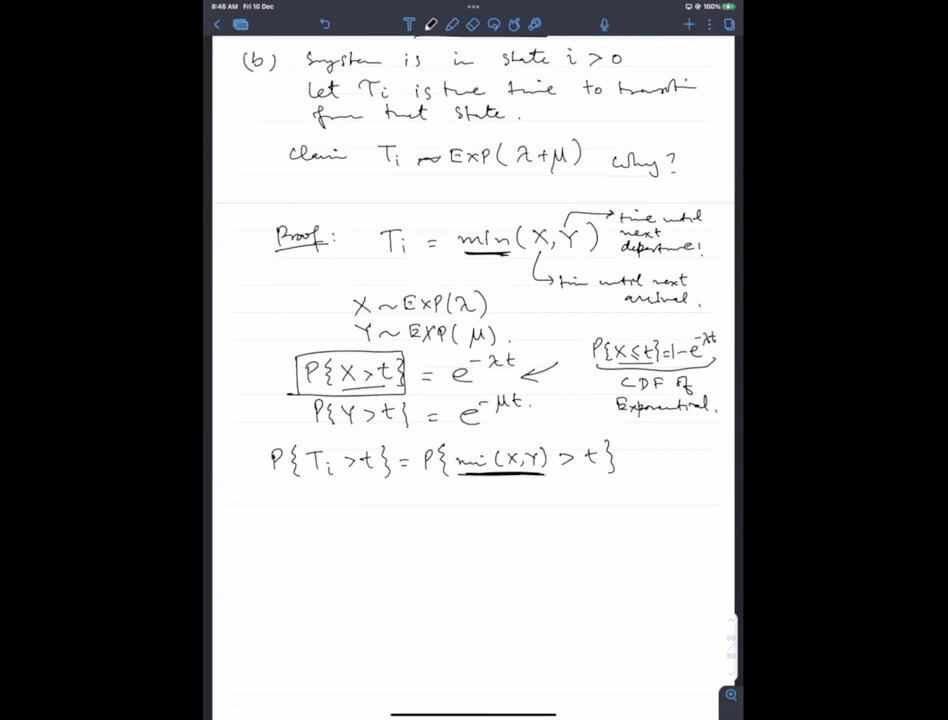 8:46 AM Fri 10 Dec
100%
(b) System is in state i > 0
Let Ti is the time to transiti
from that state.
Claim Ti ~ EXP( λ+μ) Why?
Proof: Ti = min( X, Y )
time until
next
departure!
time until next
arrival.
X ~ EXP(λ)
Y ~ EXP( μ).
P{ X > t} = e^-λt
P{X ≤ t}=1-e^-λt
CDF of
Exponential.
P{ Y > t} = e^-μt.
P{ Ti > t} = P{ min (X,Y) > t }